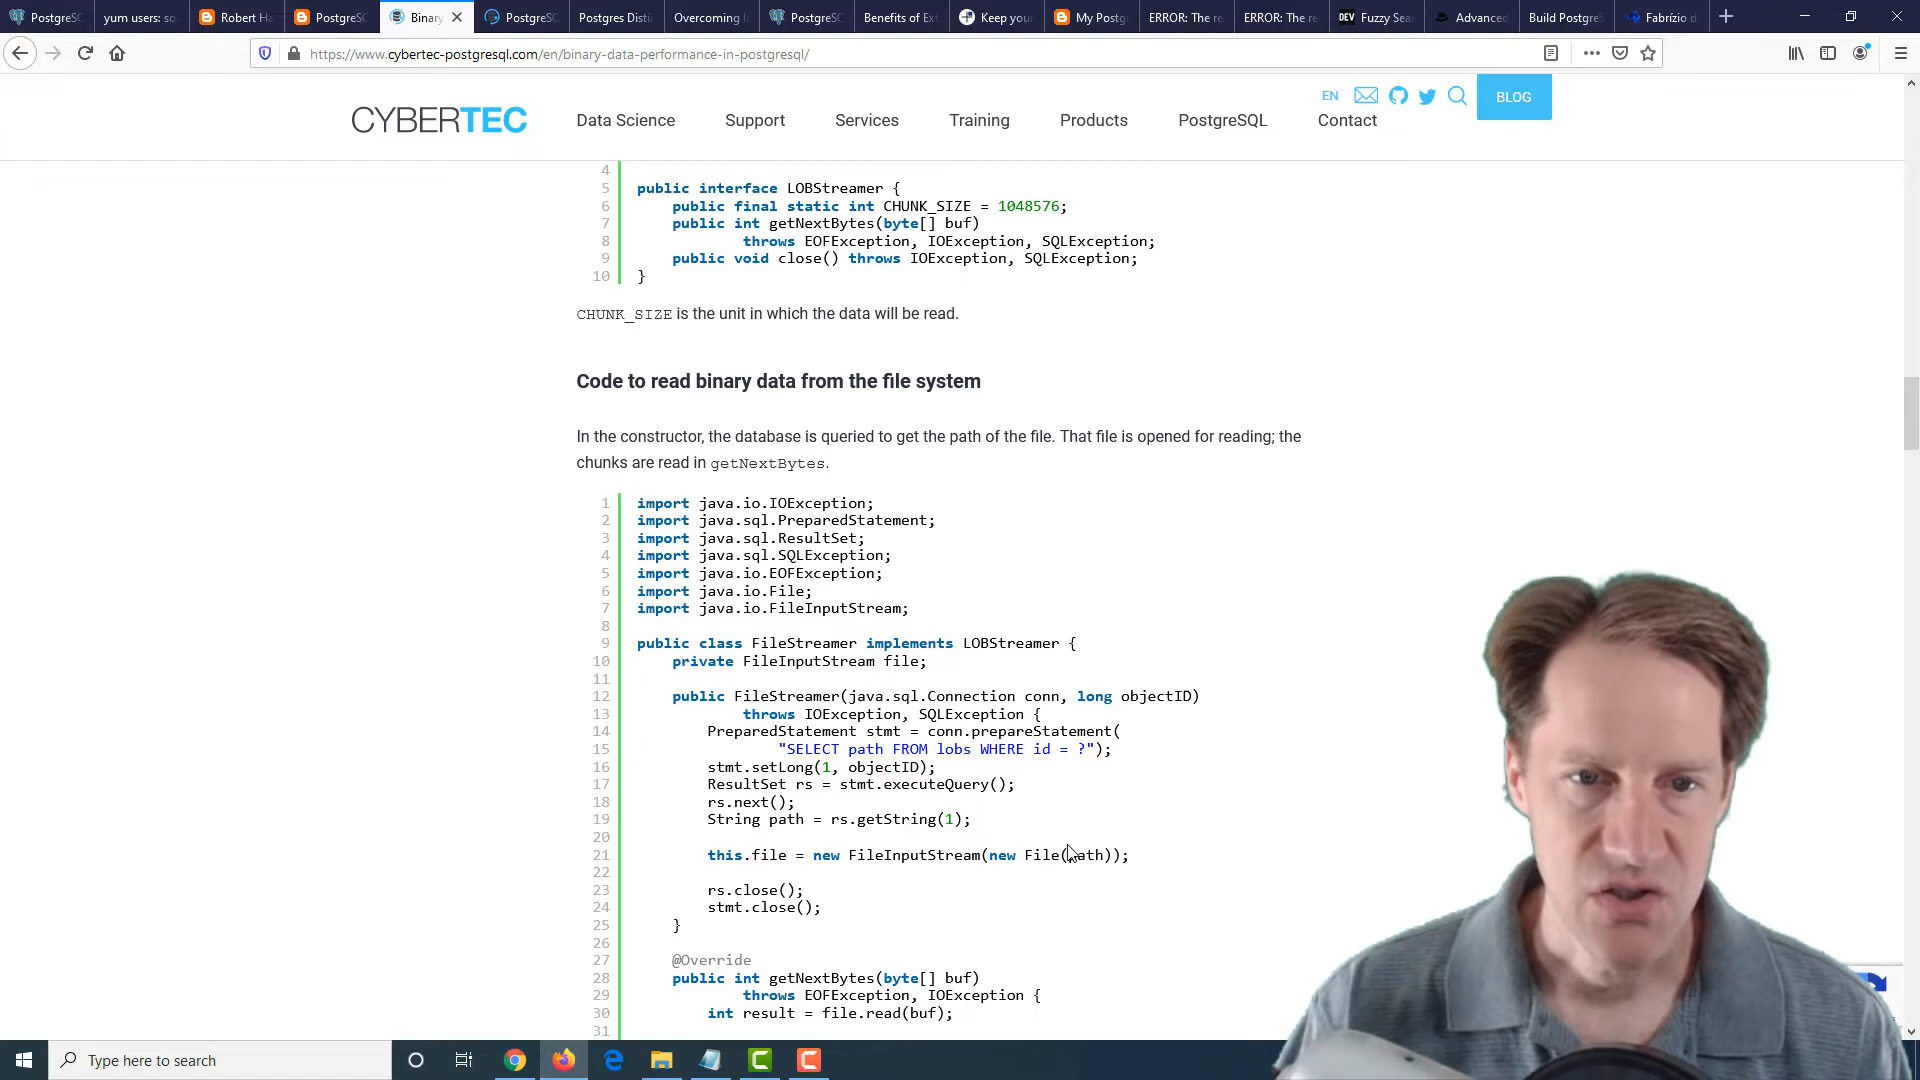 PostgreSC
yum users: so
Robert Ha
PostgreSC
Binary
PostgreSC
Postgres Disti
Overcoming I
PostgreSC
Benefits of Ex
Keep your
My Postg
ERROR: The re
ERROR: The re
DEV Fuzzy Sea
Advanced
Build Postgre
Fabrízio d
https://www.cybertec-postgresql.com/en/binary-data-performance-in-postgresql/
EN
BLOG
CYBERTEC
Data Science
Support
Services
Training
Products
PostgreSQL
Contact
4
5 public interface LOBStreamer {
6 public final static int CHUNK_SIZE = 1048576;
7 public int getNextBytes(byte[] buf)
8 throws EOFException, IOException, SQLException;
9 public void close() throws IOException, SQLException;
10 }
CHUNK_SIZE is the unit in which the data will be read.
Code to read binary data from the file system
In the constructor, the database is queried to get the path of the file. That file is opened for reading; the
chunks are read in getNextBytes.
1 import java.io.IOException;
2 import java.sql.PreparedStatement;
3 import java.sql.ResultSet;
4 import java.sql.SQLException;
5 import java.io.EOFException;
6 import java.io.File;
7 import java.io.FileInputStream;
8
9 public class FileStreamer implements LOBStreamer {
10 private FileInputStream file;
11
12 public FileStreamer(java.sql.Connection conn, long objectID)
13 throws IOException, SQLException {
14 PreparedStatement stmt = conn.prepareStatement(
15 "SELECT path FROM lobs WHERE id = ?");
16 stmt.setLong(1, objectID);
17 ResultSet rs = stmt.executeQuery();
18 rs.next();
19 String path = rs.getString(1);
20
21 this.file = new FileInputStream(new File(path));
22
23 rs.close();
24 stmt.close();
25 }
26
27 @Override
28 public int getNextBytes(byte[] buf)
29 throws EOFException, IOException {
30 int result = file.read(buf);
31
Type here to search